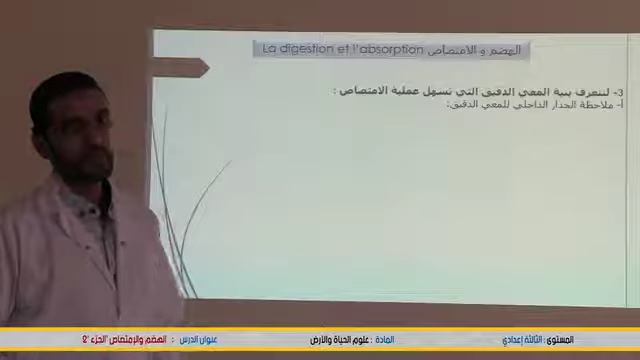 الهضم و الامتصاص La digestion et l'absorption
3- لنتعرف بنية المعي الدقيق التي تسهل عملية الامتصاص :
أ- ملاحظة الجدار الداخلي للمعي الدقيق:
المستوى : الثالثة إعدادي
المادة : علوم الحياة والأرض
عنوان الدرس : الهضم والإمتصاص "الجزء 2"